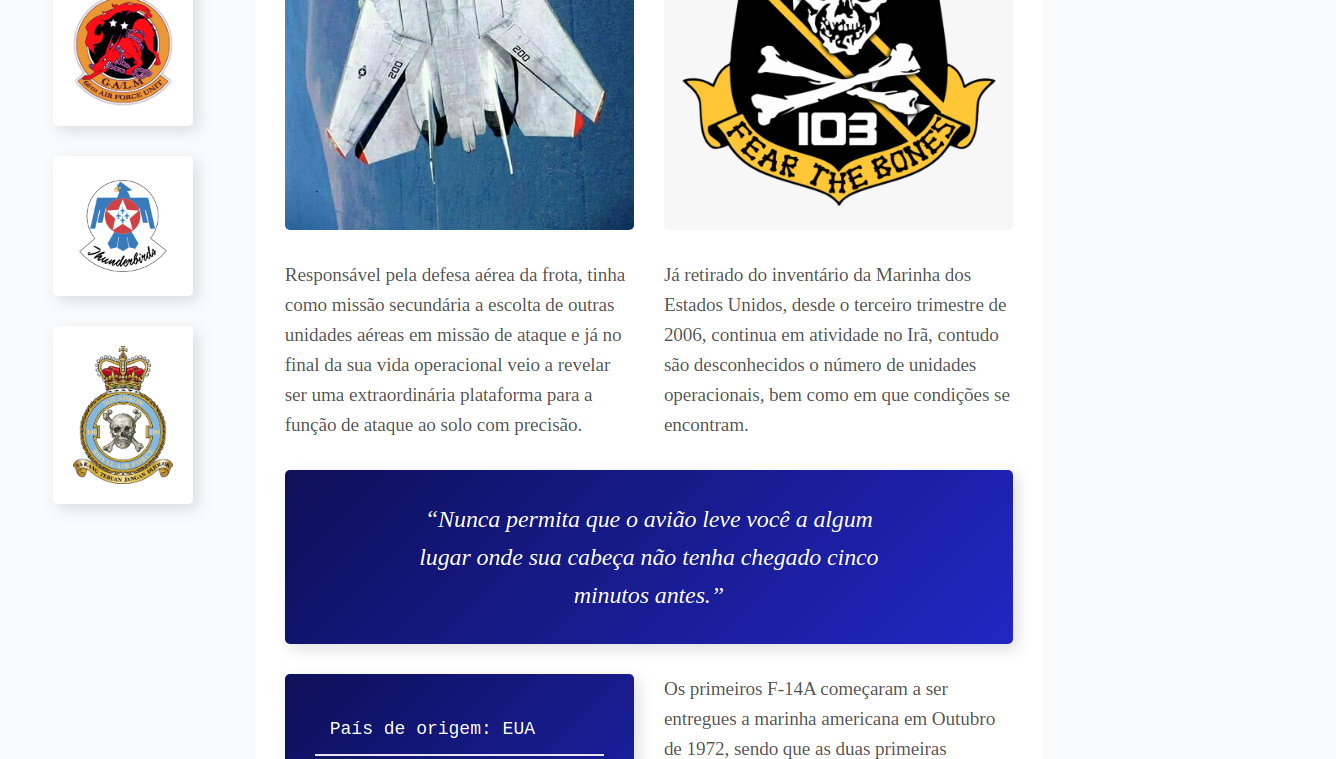 GALM
66TH AIR FORCE UNIT
Thunderbirds
SARANG TEBUAN JANGAN DIJOLOK
200
200
103
FEAR THE BONES
Responsável pela defesa aérea da frota, tinha
como missão secundária a escolta de outras
unidades aéreas em missão de ataque e já no
final da sua vida operacional veio a revelar
ser uma extraordinária plataforma para a
função de ataque ao solo com precisão.
Já retirado do inventário da Marinha dos
Estados Unidos, desde o terceiro trimestre de
2006, continua em atividade no Irã, contudo
são desconhecidos o número de unidades
operacionais, bem como em que condições se
encontram.
“Nunca permita que o avião leve você a algum
lugar onde sua cabeça não tenha chegado cinco
minutos antes.”
País de origem: EUA
Os primeiros F-14A começaram a ser
entregues a marinha americana em Outubro
de 1972, sendo que as duas primeiras